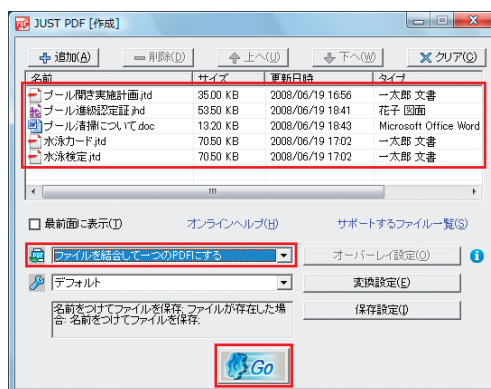 JUST PDF [作成]
追加(A) 削除(D) 上へ(U) 下へ(W) クリア(C)
名前 サイズ 更新日時 タイプ
プール開き実施計画.jtd 35.00 KB 2008/06/19 16:56 一太郎 文書
プール進級認定証.jhd 53.50 KB 2008/06/19 18:41 花子 図面
プール清掃について.doc 13.20 KB 2008/06/19 18:43 Microsoft Office Word
水泳カード.jtd 70.50 KB 2008/06/19 17:02 一太郎 文書
水泳検定.jtd 70.50 KB 2008/06/19 17:02 一太郎 文書
最前面に表示(T) オンラインヘルプ(H) サポートするファイル一覧(S)
ファイルを結合して一つのPDFにする オーバーレイ設定(O)
デフォルト 変換設定(E)
名前をつけてファイルを保存; ファイルが存在した場 保存設定(I)
合: 名前をつけてファイルを保存;
Go